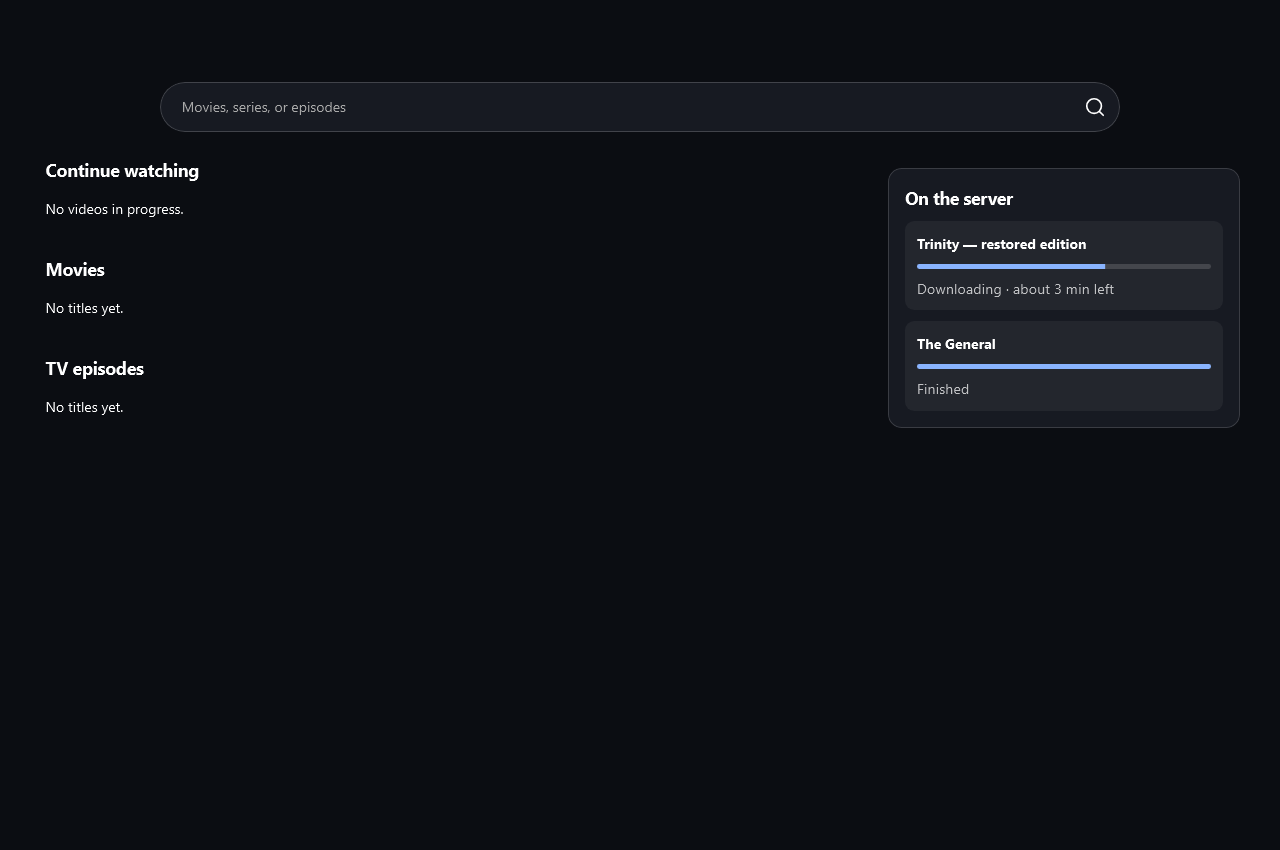 Movies, series, or episodes
Continue watching
No videos in progress.
Movies
No titles yet.
TV episodes
No titles yet.
On the server
Trinity — restored edition
Downloading · about 3 min left
The General
Finished